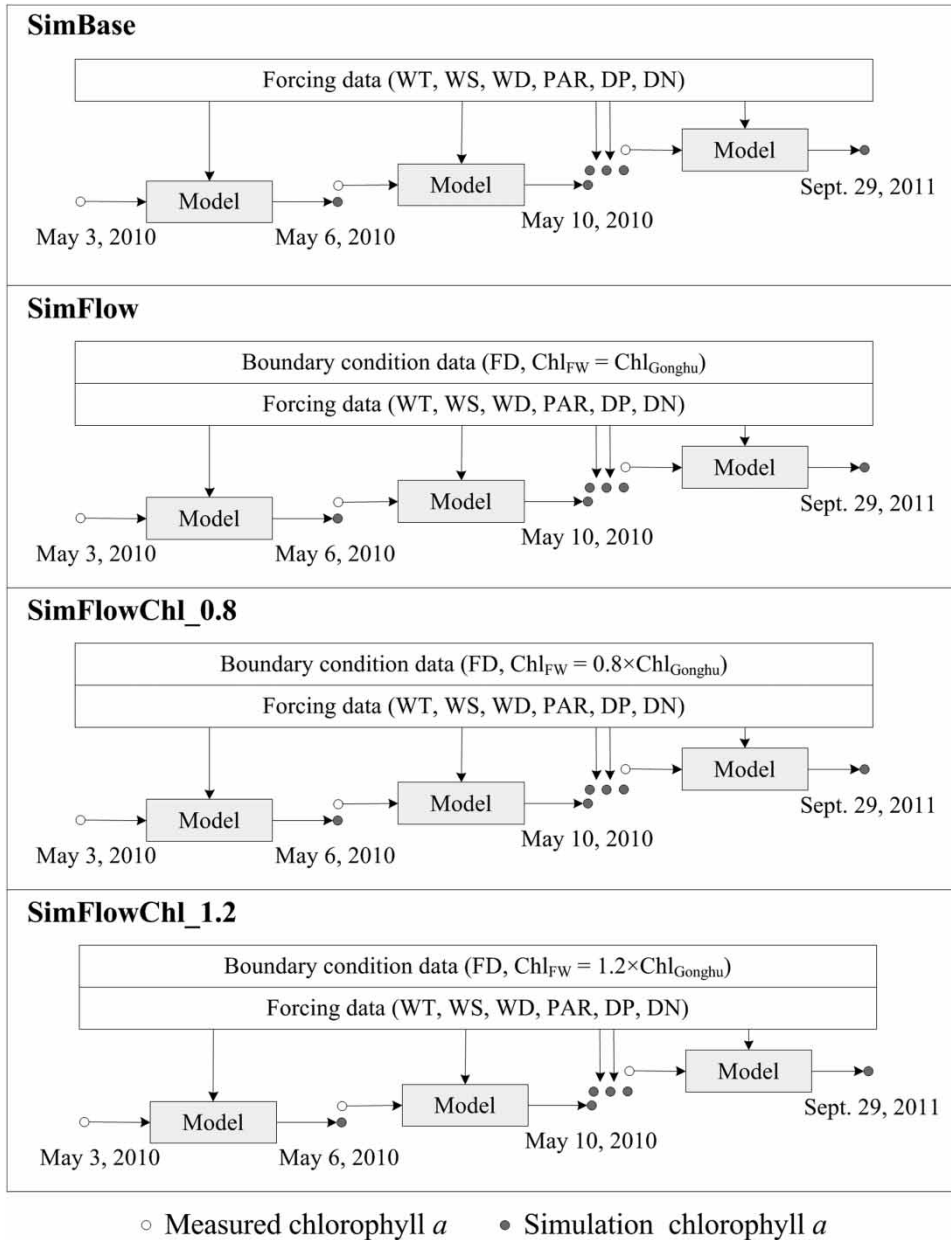 SimBase
Forcing data (WT, WS, WD, PAR, DP, DN)
Model
Model
Model
May 3, 2010
May 6, 2010
May 10, 2010
Sept. 29, 2011
SimFlow
Boundary condition data (FD, ChlFW = ChlGonghu)
Forcing data (WT, WS, WD, PAR, DP, DN)
Model
Model
Model
May 3, 2010
May 6, 2010
May 10, 2010
Sept. 29, 2011
SimFlowChl_0.8
Boundary condition data (FD, ChlFW = 0.8×ChlGonghu)
Forcing data (WT, WS, WD, PAR, DP, DN)
Model
Model
Model
May 3, 2010
May 6, 2010
May 10, 2010
Sept. 29, 2011
SimFlowChl_1.2
Boundary condition data (FD, ChlFW = 1.2×ChlGonghu)
Forcing data (WT, WS, WD, PAR, DP, DN)
Model
Model
Model
May 3, 2010
May 6, 2010
May 10, 2010
Sept. 29, 2011
Measured chlorophyll a
Simulation chlorophyll a